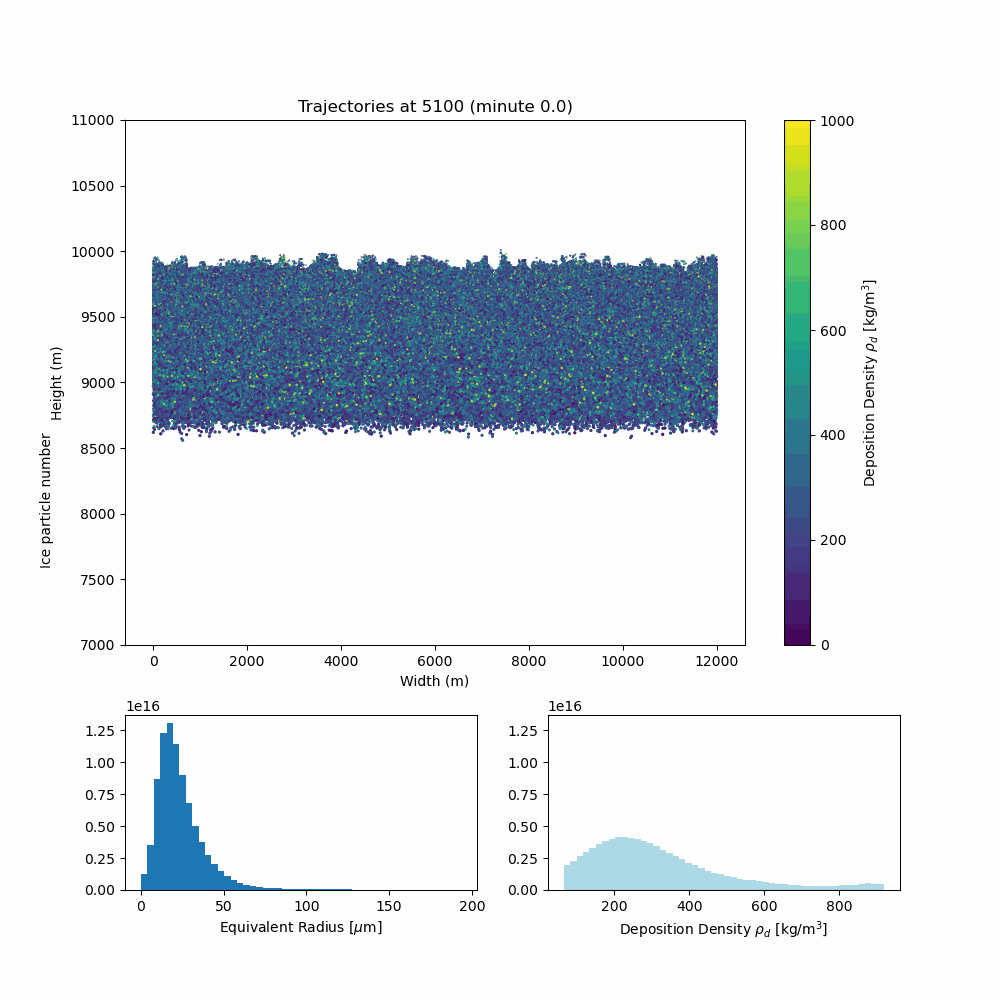 Trajectories at 5100 (minute 0.0)
11000
10500
10000
9500
9000
8500
8000
7500
7000
Height (m)
Ice particle number
0 2000 4000 6000 8000 10000 12000
Width (m)
1000
800
600
400
200
0
Deposition Density ρd [kg/m³]
1e16
1.25
1.00
0.75
0.50
0.25
0.00
0 50 100 150 200
Equivalent Radius [μm]
1e16
1.25
1.00
0.75
0.50
0.25
0.00
200 400 600 800
Deposition Density ρd [kg/m³]